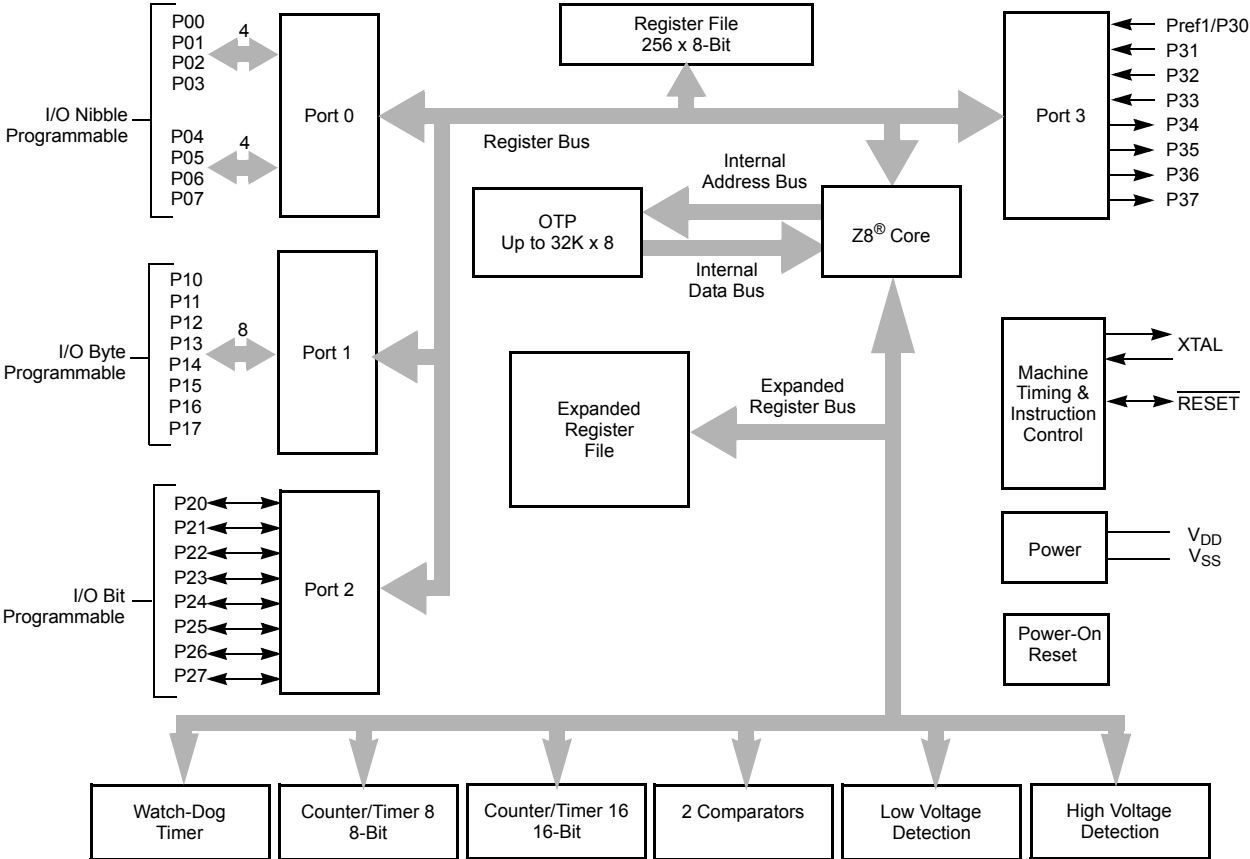 P00
P01
P02
P03
4
I/O Nibble
Programmable
P04
P05
P06
P07
4
Port 0
Register File
256 x 8-Bit
Register Bus
Port 3
Pref1/P30
P31
P32
P33
P34
P35
P36
P37
Internal
Address Bus
OTP
Up to 32K x 8
Z8® Core
Internal
Data Bus
P10
P11
P12
P13
P14
P15
P16
P17
8
I/O Byte
Programmable
Port 1
Expanded
Register
File
Expanded
Register Bus
Machine
Timing &
Instruction
Control
XTAL
RESET
P20
P21
P22
P23
P24
P25
P26
P27
I/O Bit
Programmable
Port 2
Power
VDD
VSS
Power-On
Reset
Watch-Dog
Timer
Counter/Timer 8
8-Bit
Counter/Timer 16
16-Bit
2 Comparators
Low Voltage
Detection
High Voltage
Detection